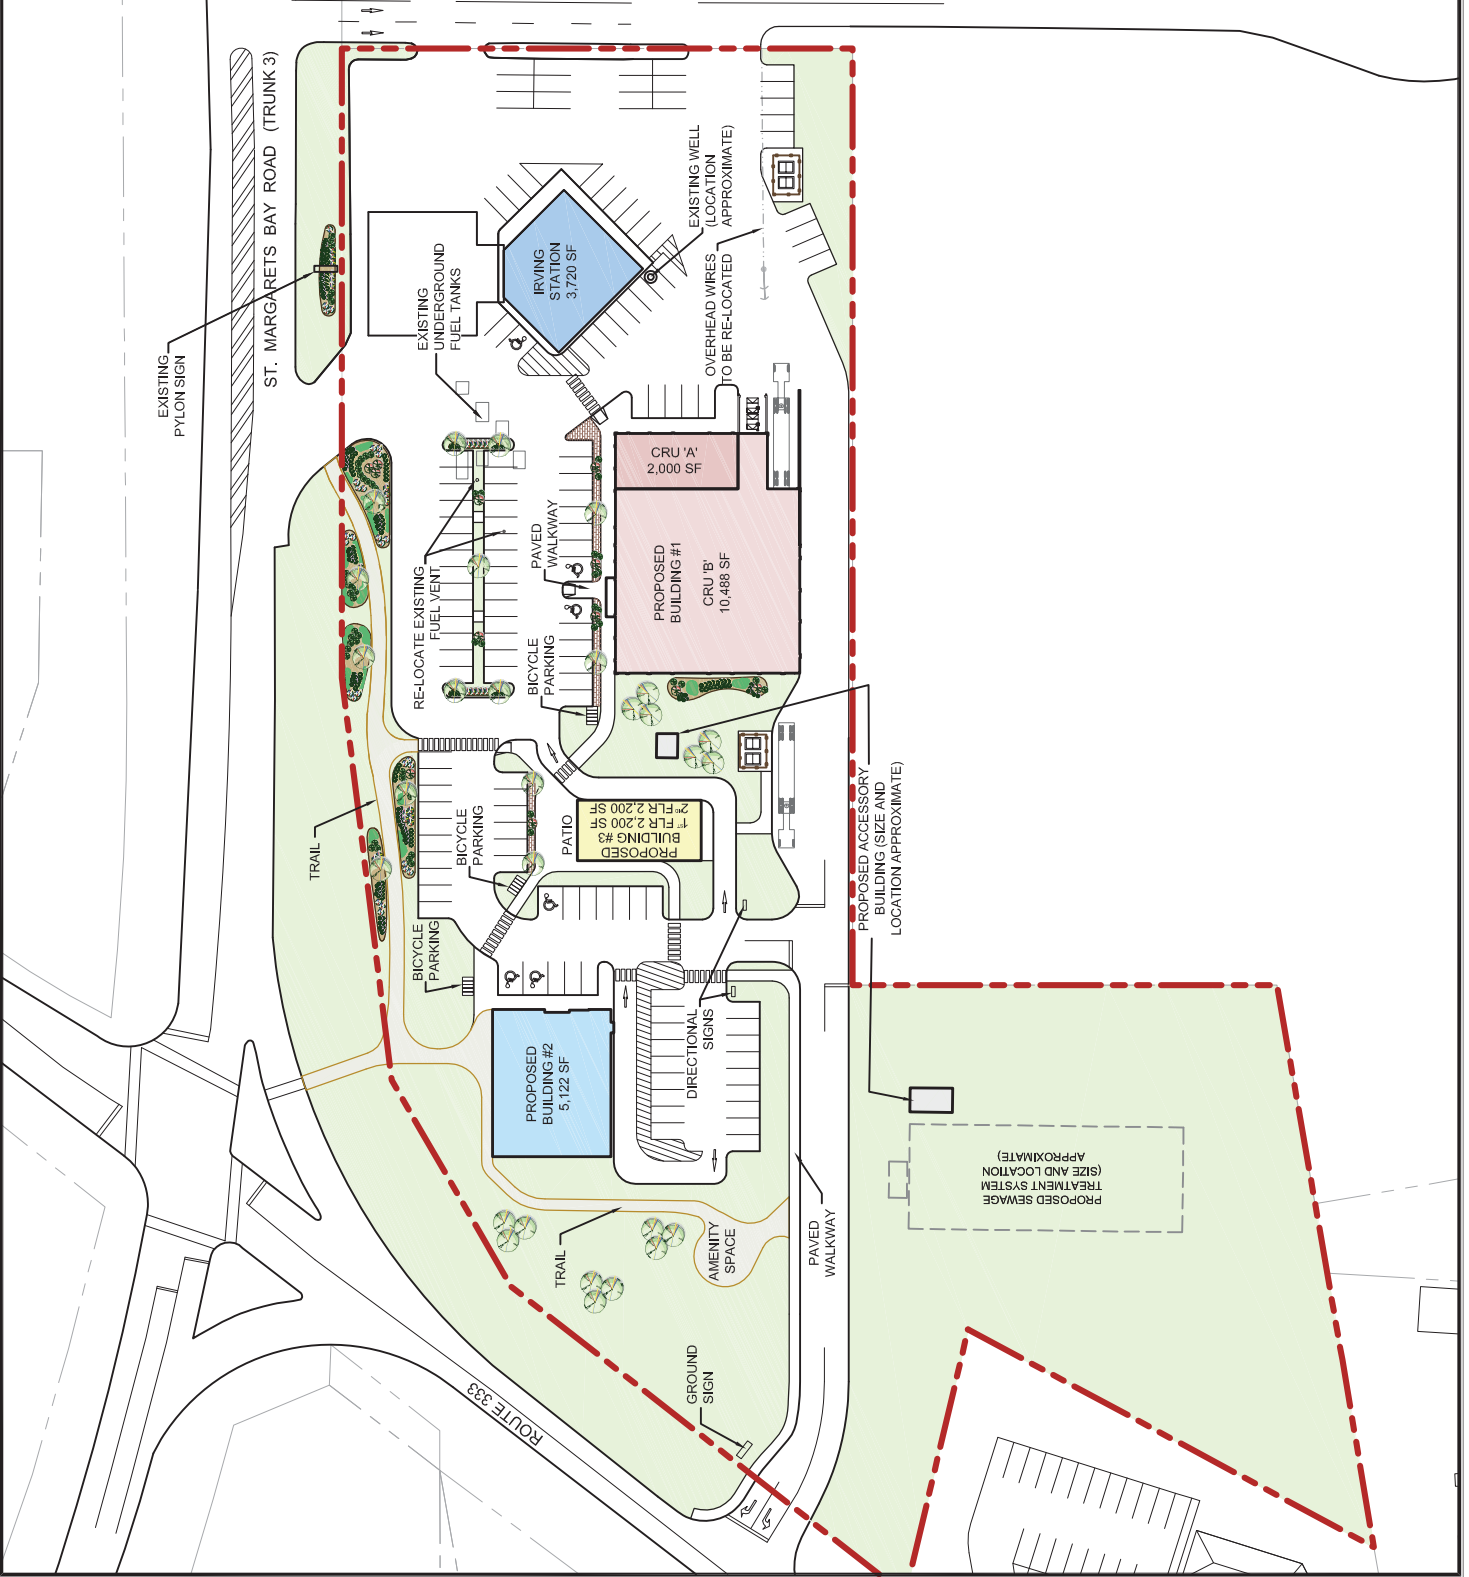 ST. MARGARETS BAY ROAD (TRUNK 3)
EXISTING
PYLON SIGN
EXISTING
UNDERGROUND
FUEL TANKS
IRVING
STATION
3,720 SF
EXISTING WELL
(LOCATION
APPROXIMATE)
OVERHEAD WIRES
TO BE RE-LOCATED
CRU 'A'
2,000 SF
PROPOSED
BUILDING #1
CRU 'B'
10,488 SF
PAVED
WALKWAY
RE-LOCATE EXISTING
FUEL VENT
BICYCLE
PARKING
TRAIL
BICYCLE
PARKING
PATIO
PROPOSED
BUILDING #3
1ST FLR 2,200 SF
2ND FLR 2,200 SF
PROPOSED ACCESSORY
BUILDING (SIZE AND
LOCATION APPROXIMATE)
BICYCLE
PARKING
PROPOSED
BUILDING #2
5,122 SF
DIRECTIONAL
SIGNS
PROPOSED SEWAGE
TREATMENT SYSTEM
(SIZE AND LOCATION
APPROXIMATE)
TRAIL
AMENITY
SPACE
PAVED
WALKWAY
GROUND
SIGN
ROUTE 333